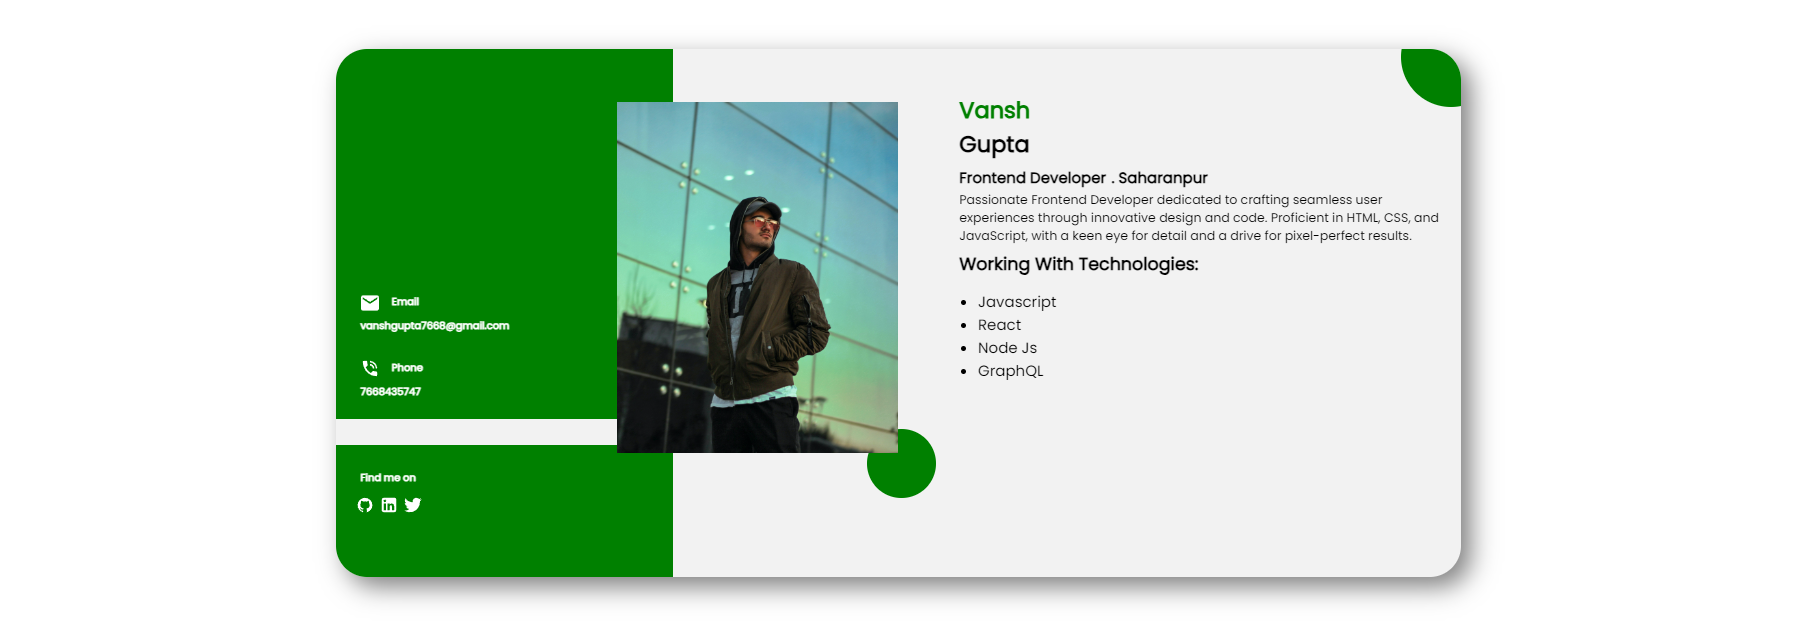 Vansh
Gupta
Frontend Developer . Saharanpur
Passionate Frontend Developer dedicated to crafting seamless user
experiences through innovative design and code. Proficient in HTML, CSS, and
JavaScript, with a keen eye for detail and a drive for pixel-perfect results.
Working With Technologies:
Javascript
React
Node Js
GraphQL
Email
vanshgupta7668@gmail.com
Phone
7668435747
Find me on